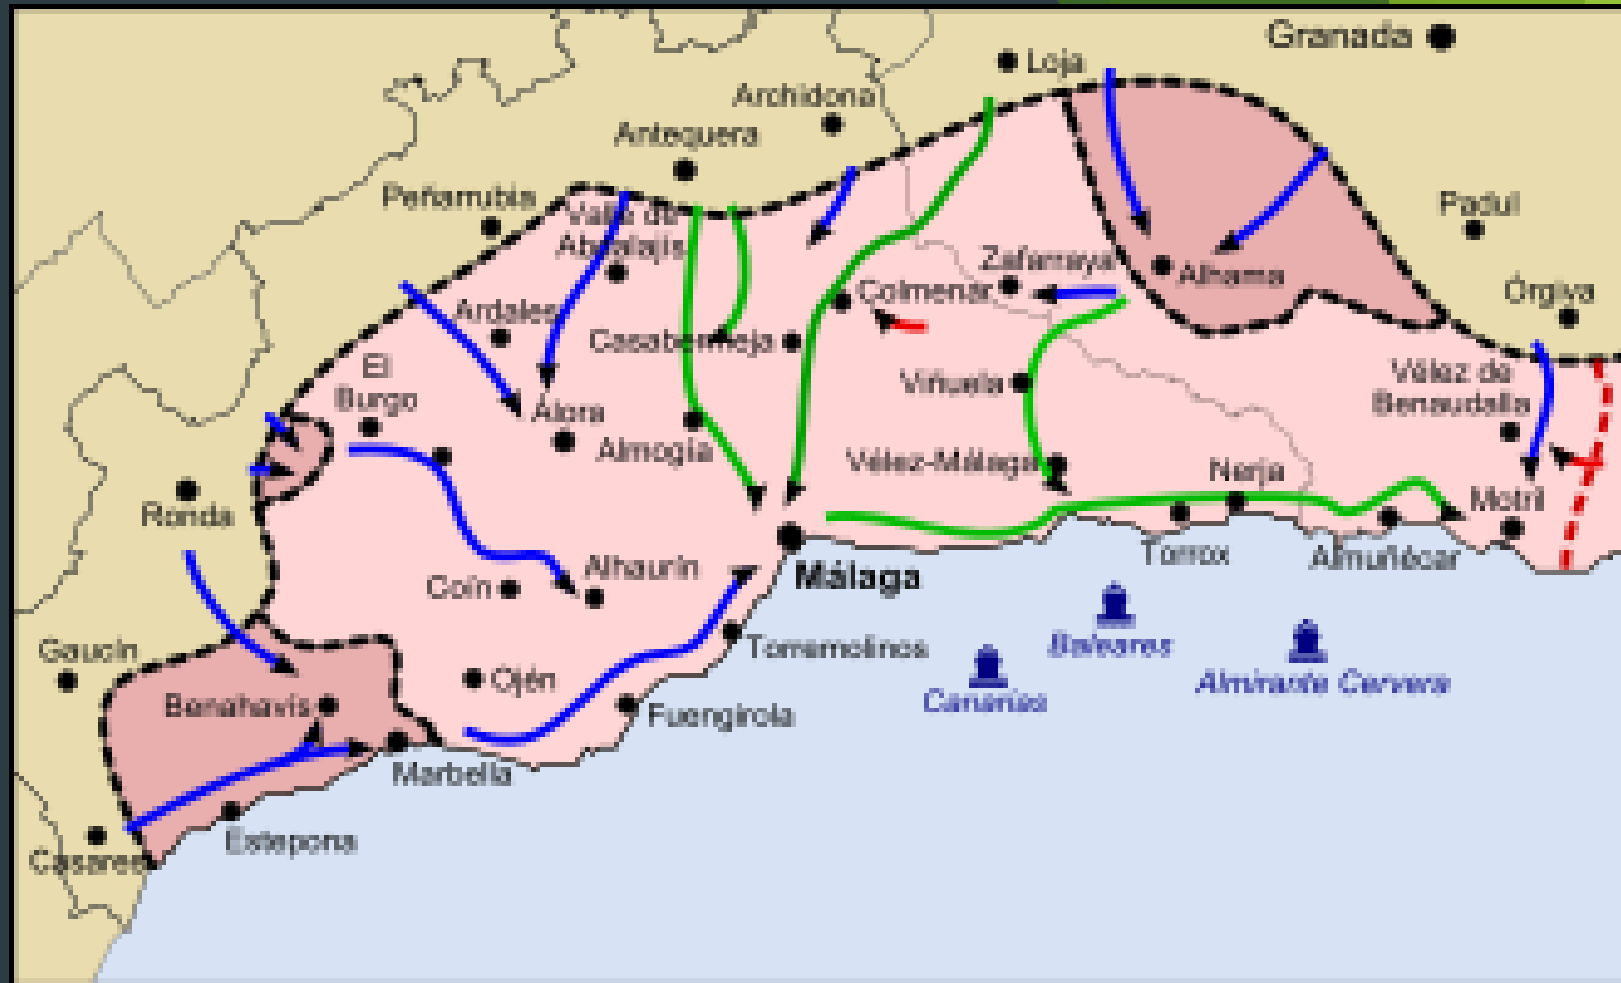 Granada
Loja
Archidona
Antequera
Peñarrubia
Valle de
Abdalajís
Padul
Zafarraya
Alhama
Órgiva
Colmenar
Ardales
Casabermeja
El
Burgo
Viñuela
Vélez de
Benaudalla
Álora
Almogía
Vélez-Málaga
Nerja
Motril
Ronda
Torrox
Almuñécar
Málaga
Alhaurín
Coín
Torremolinos
Baleares
Gaucín
Ojén
Canarias
Almirante Cervera
Benahavís
Fuengirola
Marbella
Estepona
Casares